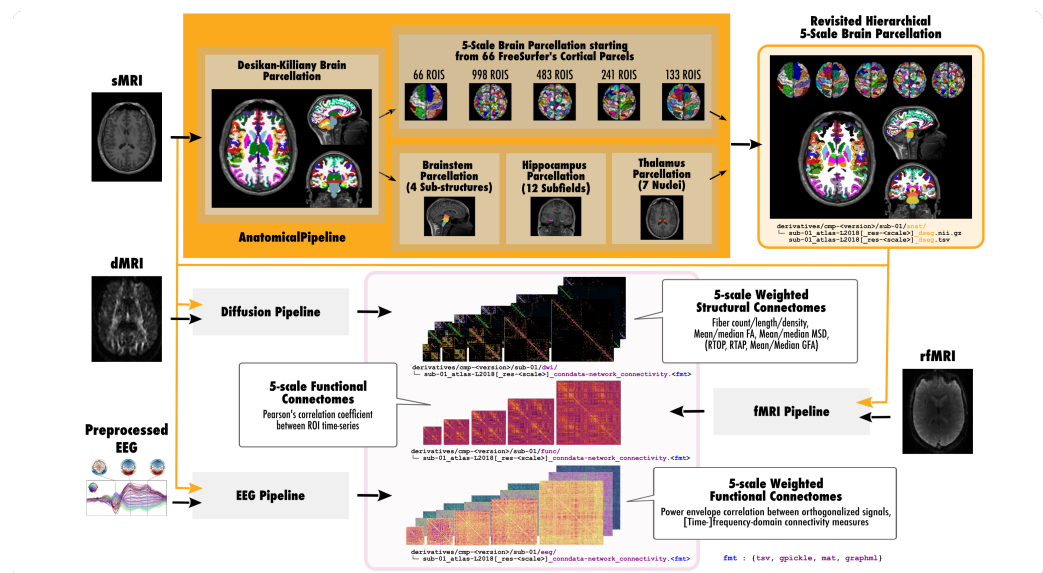 Revisited Hierarchical
5-Scale Brain Parcellation
5-Scale Brain Parcellation starting
from 66 FreeSurfer's Cortical Parcels
Desikan-Killiany Brain
Parcellation
66 ROIS
998 ROIS
483 ROIS
241 ROIS
133 ROIS
sMRI
Brainstem
Parcellation
(4 Sub-structures)
Hippocampus
Parcellation
(12 Subfields)
Thalamus
Parcellation
(7 Nuclei)
AnatomicalPipeline
derivatives/cmp-<version>/sub-01/anat/
└─ sub-01_atlas-L2018[_res-<scale>]_dseg.nii.gz
sub-01_atlas-L2018[_res-<scale>]_dseg.tsv
dMRI
Diffusion Pipeline
5-scale Weighted
Structural Connectomes
Fiber count/length/density,
Mean/median FA, Mean/median MSD,
(RTOP, RTAP, Mean/Median GFA)
derivatives/cmp-<version>/sub-01/dwi/
└─ sub-01_atlas-L2018[_res-<scale>]_conndata-network_connectivity.<fmt>
rfMRI
5-scale Functional
Connectomes
Pearson's correlation coefficient
between ROI time-series
fMRI Pipeline
derivatives/cmp-<version>/sub-01/func/
└─ sub-01_atlas-L2018[_res-<scale>]_conndata-network_connectivity.<fmt>
Preprocessed
EEG
EEG Pipeline
5-scale Weighted
Functional Connectomes
Power envelope correlation between orthogonalized signals,
[Time-]frequency-domain connectivity measures
derivatives/cmp-<version>/sub-01/eeg/
└─ sub-01_atlas-L2018[_res-<scale>]_conndata-network_connectivity.<fmt>
fmt : {tsv, gpickle, mat, graphml}